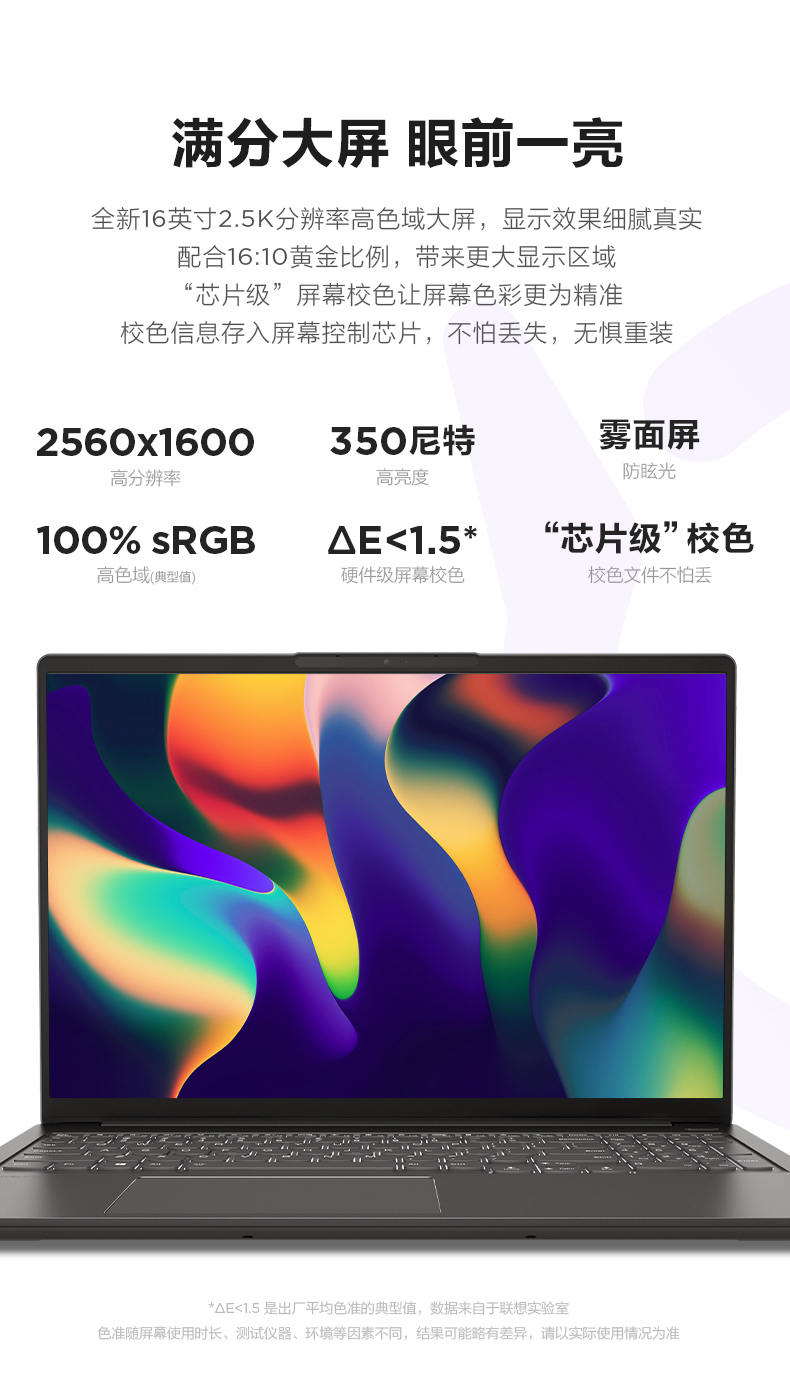 满分大屏 眼前一亮
全新16英寸2.5K分辨率高色域大屏，显示效果细腻真实
配合16:10黄金比例，带来更大显示区域
“芯片级”屏幕校色让屏幕色彩更为精准
校色信息存入屏幕控制芯片，不怕丢失，无惧重装
2560x1600
高分辨率
350尼特
高亮度
雾面屏
防眩光
100% sRGB
高色域(典型值)
ΔE<1.5*
硬件级屏幕校色
“芯片级”校色
校色文件不怕丢
*ΔE<1.5 是出厂平均色准的典型值，数据来自于联想实验室
色准随屏幕使用时长、测试仪器、环境等因素不同，结果可能略有差异，请以实际使用情况为准